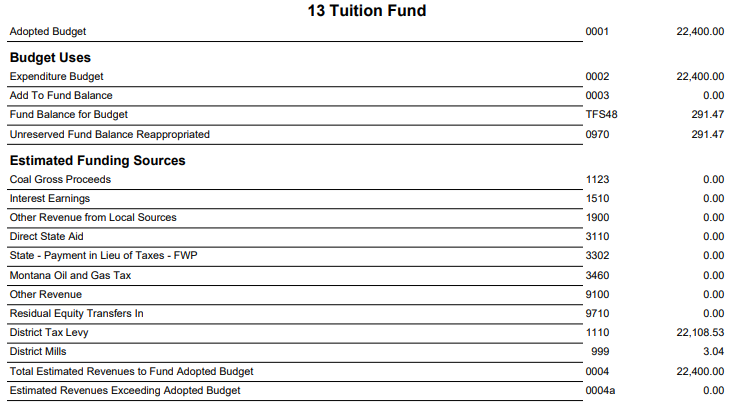 13 Tuition Fund
Adopted Budget 0001 22,400.00
Budget Uses
Expenditure Budget 0002 22,400.00
Add To Fund Balance 0003 0.00
Fund Balance for Budget TFS48 291.47
Unreserved Fund Balance Reappropriated 0970 291.47
Estimated Funding Sources
Coal Gross Proceeds 1123 0.00
Interest Earnings 1510 0.00
Other Revenue from Local Sources 1900 0.00
Direct State Aid 3110 0.00
State - Payment in Lieu of Taxes - FWP 3302 0.00
Montana Oil and Gas Tax 3460 0.00
Other Revenue 9100 0.00
Residual Equity Transfers In 9710 0.00
District Tax Levy 1110 22,108.53
District Mills 999 3.04
Total Estimated Revenues to Fund Adopted Budget 0004 22,400.00
Estimated Revenues Exceeding Adopted Budget 0004a 0.00